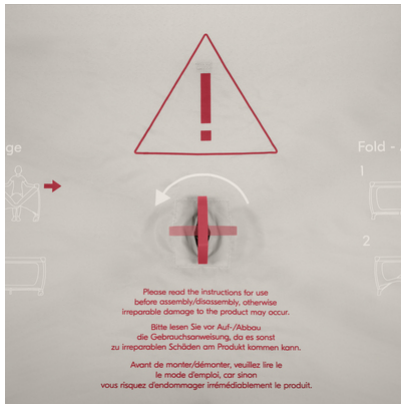 ge
Fold -
1
2
Please read the instructions for use
before assembly/disassembly, otherwise
irreparable damage to the product may occur.
Bitte lesen Sie vor Auf-/Abbau
die Gebrauchsanweisung, da es sonst
zu irreparablen Schäden am Produkt kommen kann.
Avant de monter/démonter, veuillez lire le
le mode d'emploi, car sinon
vous risquez d'endommager irrémédiablement le produit.